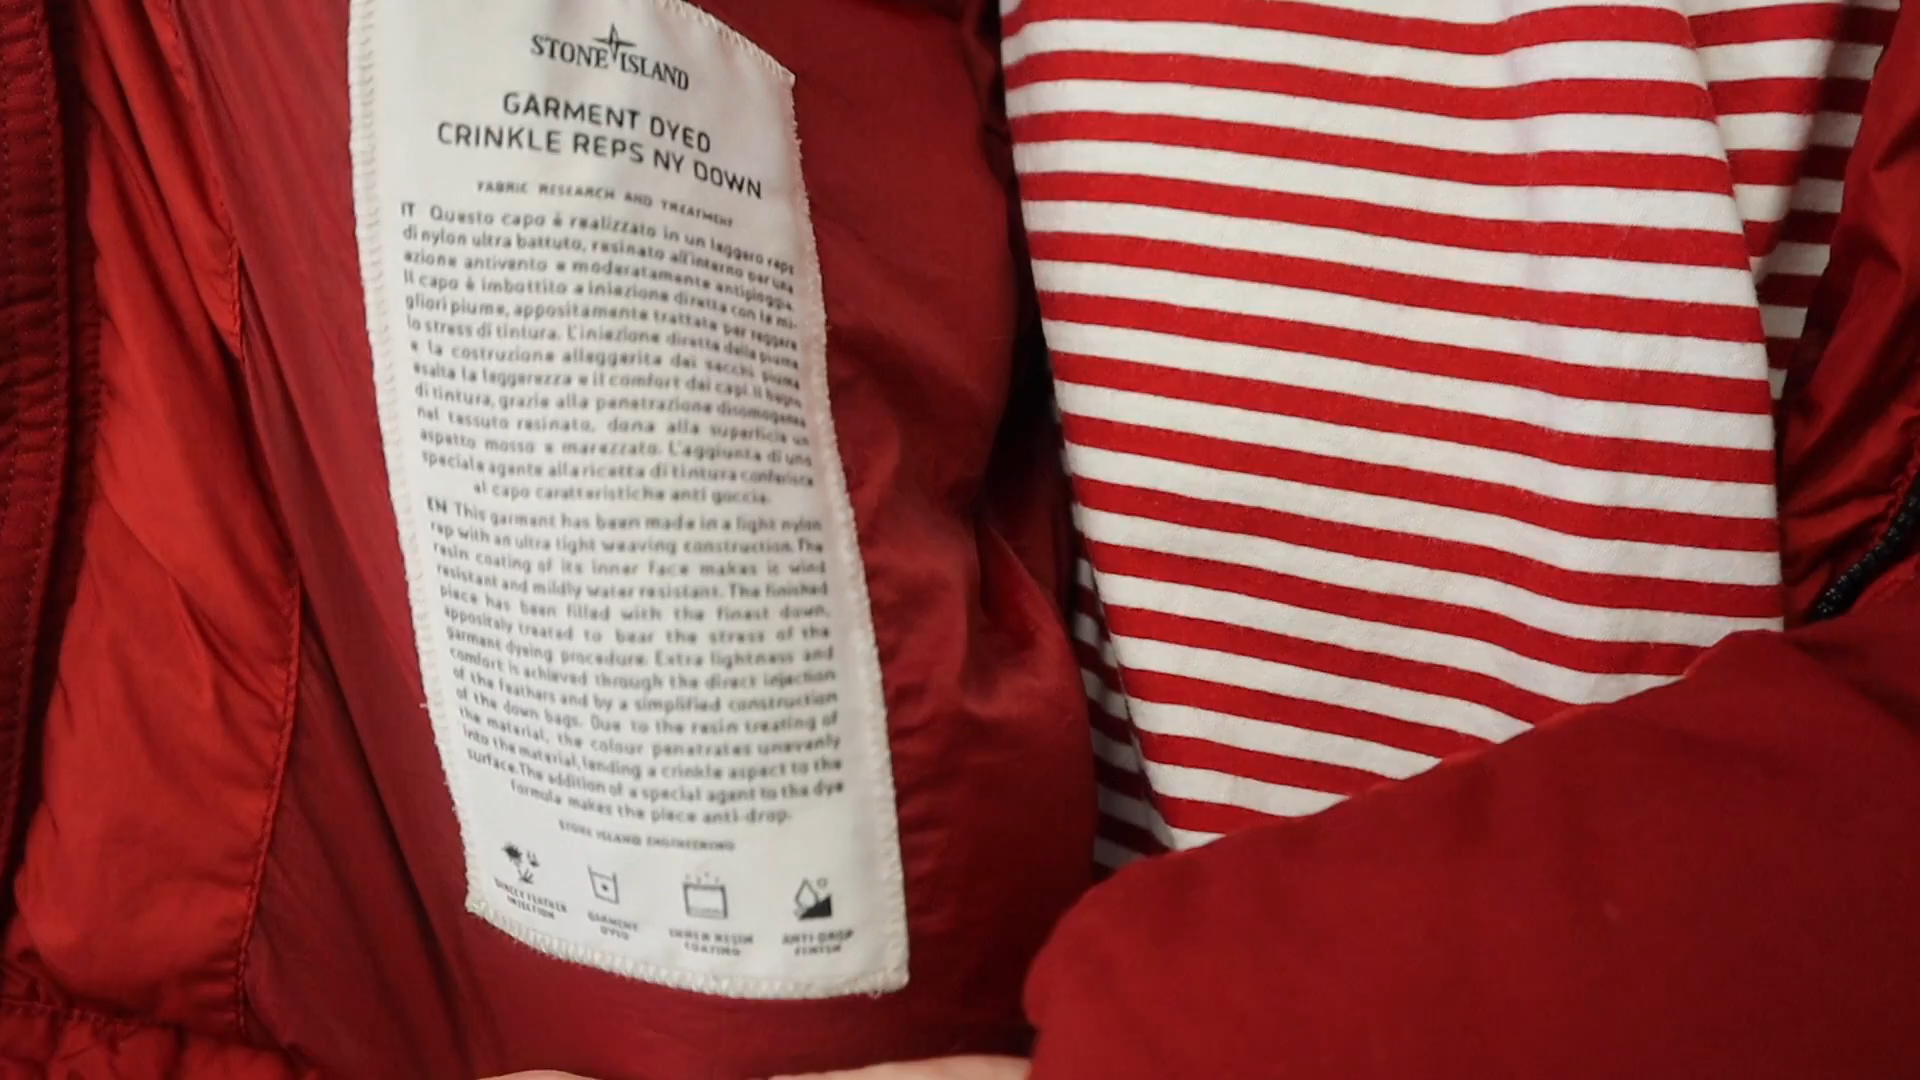 STONE ISLAND
GARMENT DYED
CRINKLE REPS NY DOWN
FABRIC RESEARCH AND TREATMENT
IT Questo capo è realizzato in un leggero reps
di nylon ultra battuto, resinato all'interno per una
azione antivento e moderatamente antipioggia.
Il capo è imbottito a iniezione diretta con le mi-
gliori piume, appositamente trattate per reggere
lo stress di tintura. L'iniezione diretta della piuma
e la costruzione alleggerita dei sacchi piuma
esalta la leggerezza e il comfort dei capi. Il bagno
di tintura, grazie alla penetrazione disomogenea
nel tessuto resinato, dona alla superficie un
aspetto mosso e marezzato. L'aggiunta di uno
speciale agente alla ricetta di tintura conferisce
al capo caratteristiche anti goccia.
EN This garment has been made in a light nylon
rep with an ultra tight weaving construction. The
resin coating of its inner face makes it wind
resistant and mildly water resistant. The finished
piece has been filled with the finest down,
appositely treated to bear the stress of the
garment dyeing procedure. Extra lightness and
comfort is achieved through the direct injection
of the feathers and by a simplified construction
of the down bags. Due to the resin treating of
the material, the colour penetrates unevenly
into the material, lending a crinkle aspect to the
surface. The addition of a special agent to the dye
formula makes the piece anti-drop.
STONE ISLAND ENGINEERING
DIRECT FEATHER
INJECTION
GARMENT
DYED
INNER RESIN
COATING
ANTI-DROP
FINISH